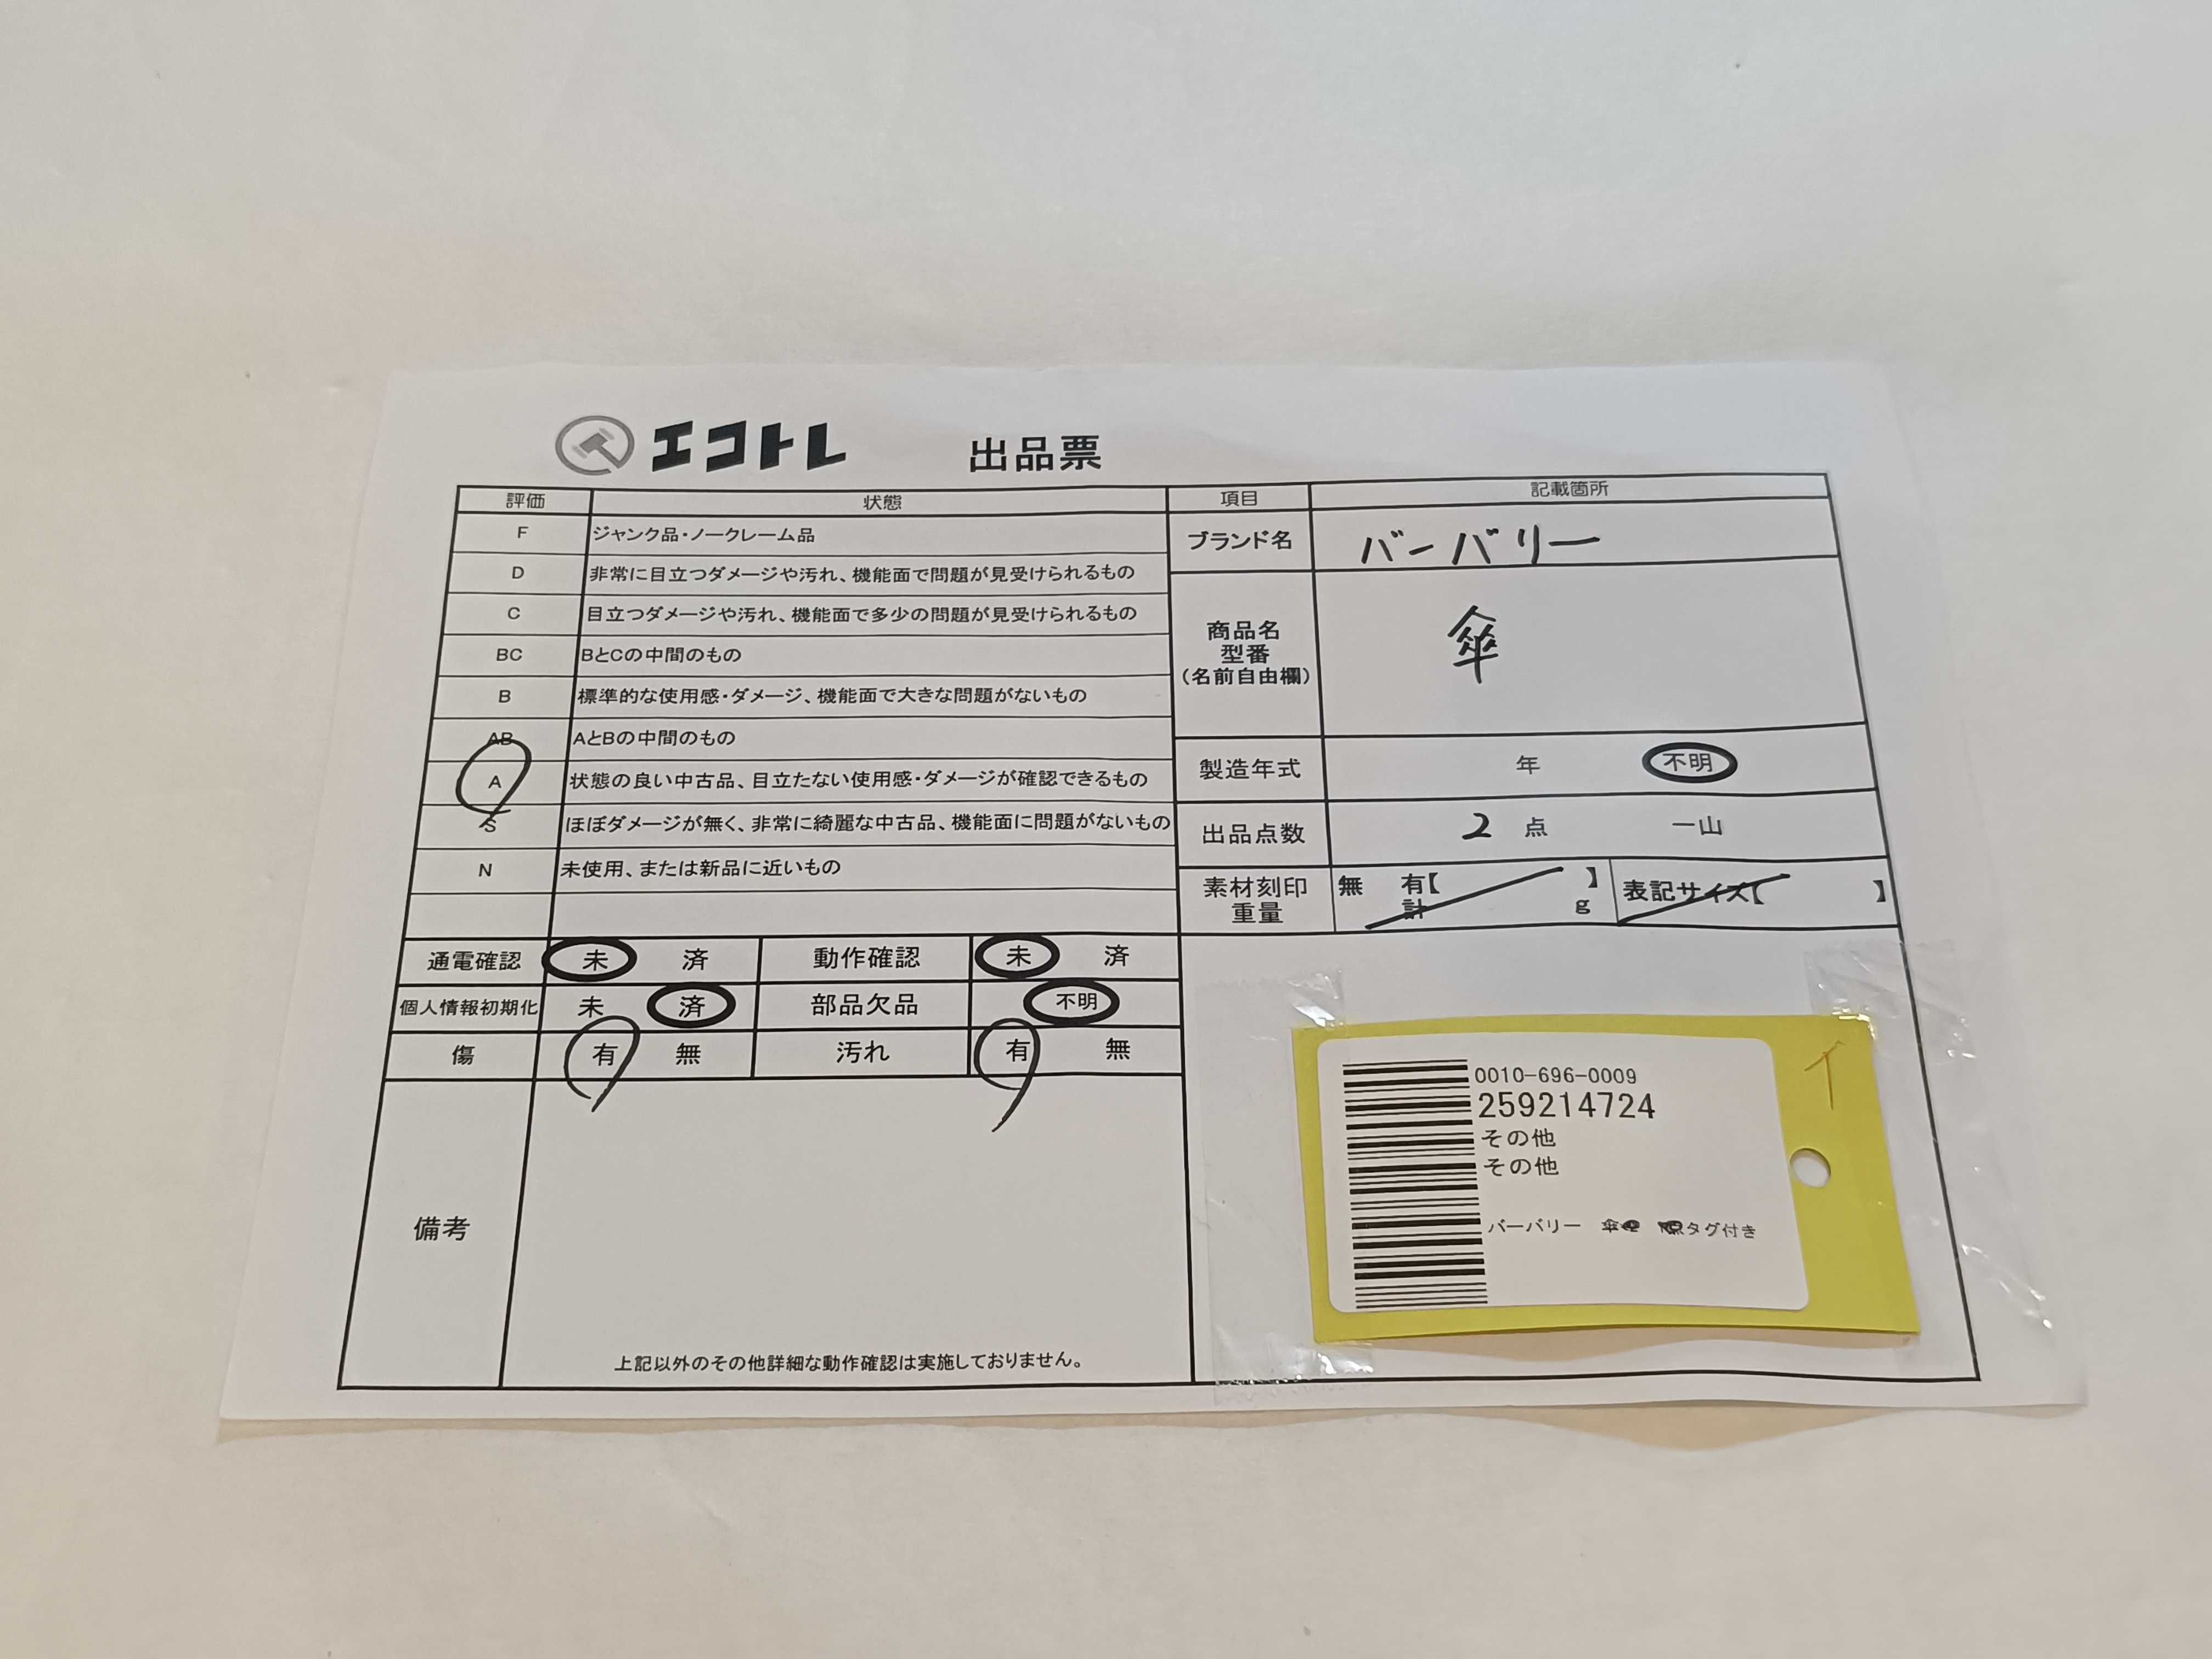 エコトレ 出品票
評価 状態 項目 記載箇所
F ジャンク品・ノークレーム品
D 非常に目立つダメージや汚れ、機能面で問題が見受けられるもの
C 目立つダメージや汚れ、機能面で多少の問題が見受けられるもの
BC BとCの中間のもの
B 標準的な使用感・ダメージ、機能面で大きな問題がないもの
AB AとBの中間のもの
A 状態の良い中古品、目立たない使用感・ダメージが確認できるもの
S ほぼダメージが無く、非常に綺麗な中古品、機能面に問題がないもの
N 未使用、または新品に近いもの
ブランド名 バーバリー
商品名
型番
(名前自由欄)
傘
製造年式 年 不明
出品点数 2 点 一山
素材刻印 無 有【 】 表記サイズ【 】
重量 計 g
通電確認 未 済 動作確認 未 済
個人情報初期化 未 済 部品欠品 不明
傷 有 無 汚れ 有 無
備考
上記以外のその他詳細な動作確認は実施しておりません。
0010-696-0009
259214724
その他
その他
バーバリー 傘 タグ付き